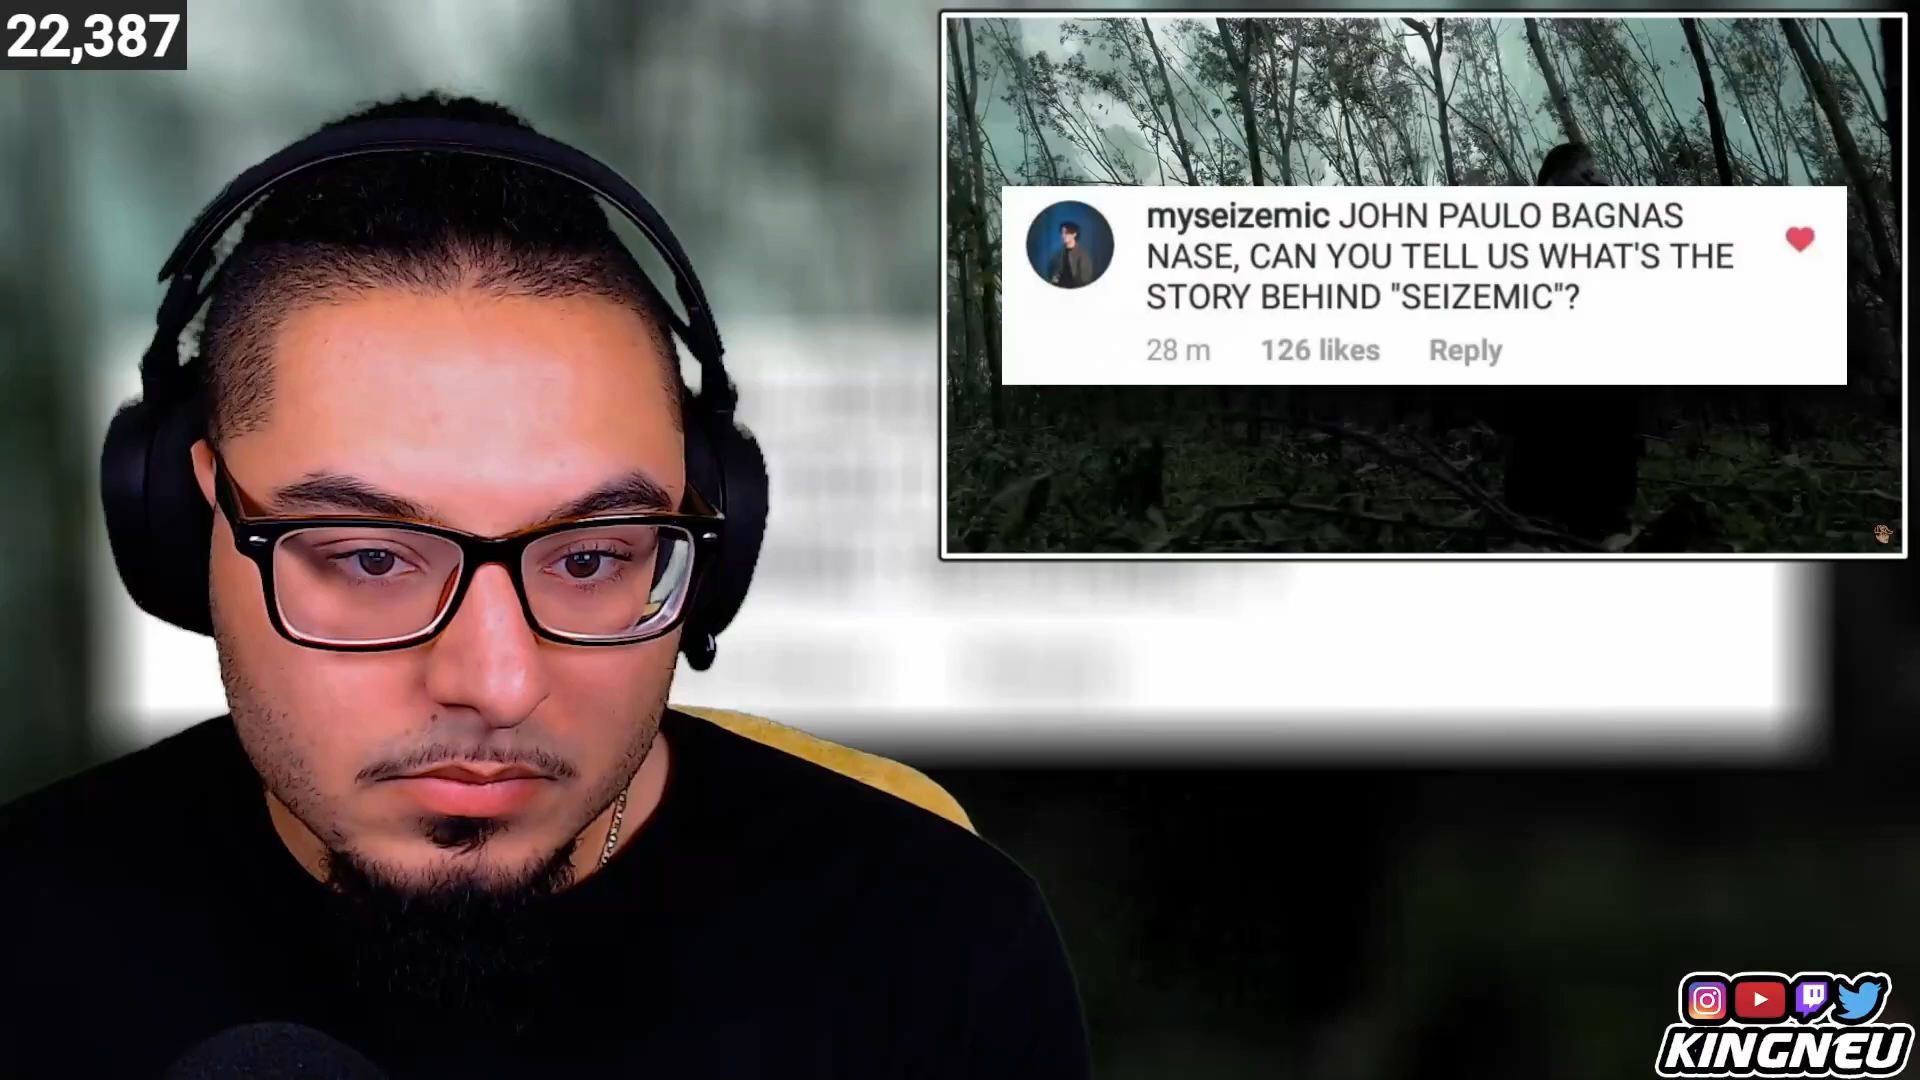 22,387
myseizemic JOHN PAULO BAGNAS
NASE, CAN YOU TELL US WHAT'S THE
STORY BEHIND "SEIZEMIC"?
28 m 126 likes Reply
KINGNEU